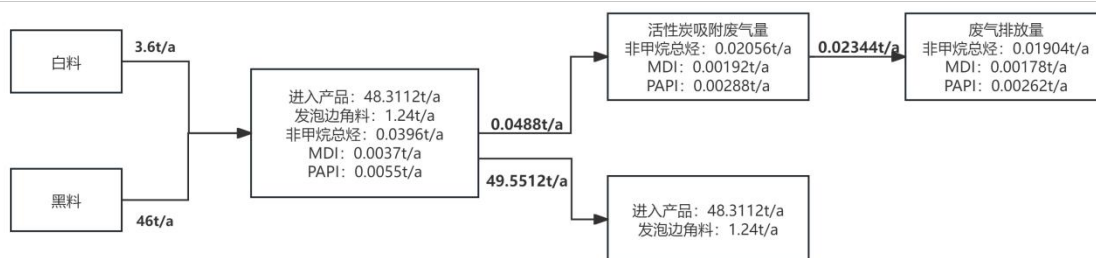 白料
3.6t/a
黑料
46t/a
进入产品：48.3112t/a
发泡边角料：1.24t/a
非甲烷总烃：0.0396t/a
MDI：0.0037t/a
PAPI：0.0055t/a
0.0488t/a
49.5512t/a
活性炭吸附废气量
非甲烷总烃：0.02056t/a
MDI：0.00192t/a
PAPI：0.00288t/a
0.02344t/a
废气排放量
非甲烷总烃：0.01904t/a
MDI：0.00178t/a
PAPI：0.00262t/a
进入产品：48.3112t/a
发泡边角料：1.24t/a